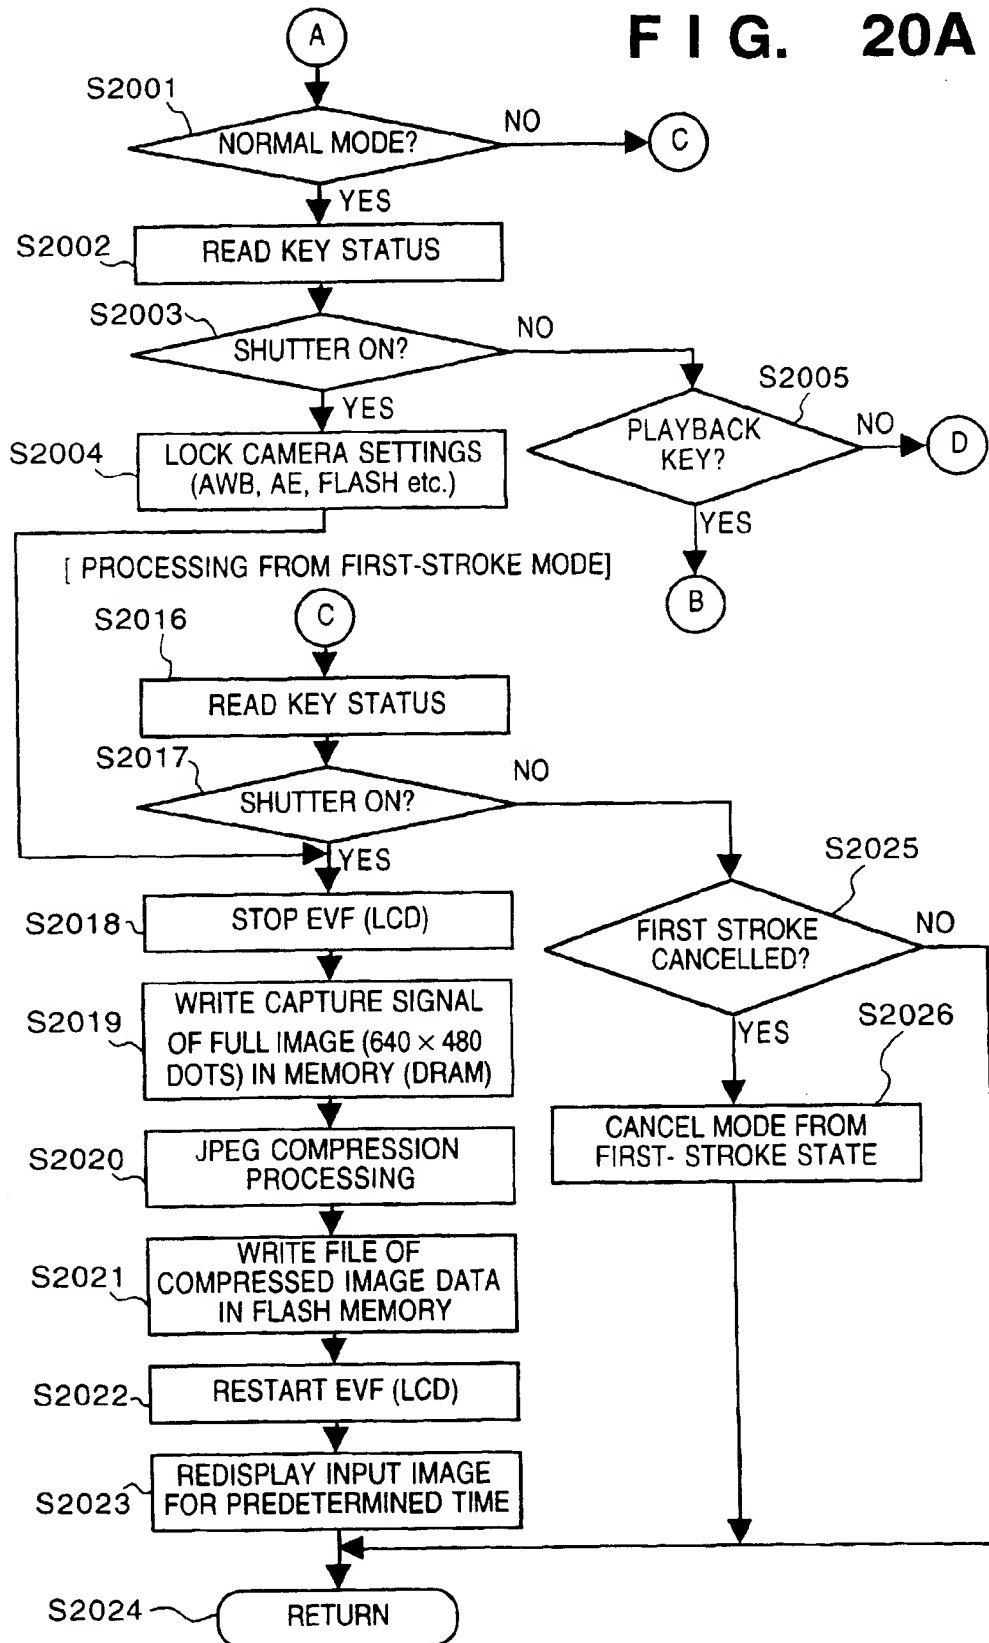 FIG. 20A
A
S2001
NORMAL MODE?
NO
C
YES
S2002
READ KEY STATUS
S2003
SHUTTER ON?
NO
YES
S2005
PLAYBACK
KEY?
NO
D
YES
B
S2004
LOCK CAMERA SETTINGS
(AWB, AE, FLASH etc.)
[ PROCESSING FROM FIRST-STROKE MODE]
C
S2016
READ KEY STATUS
S2017
SHUTTER ON?
NO
YES
S2025
FIRST STROKE
CANCELLED?
NO
YES
S2026
CANCEL MODE FROM
FIRST- STROKE STATE
S2018
STOP EVF (LCD)
S2019
WRITE CAPTURE SIGNAL
OF FULL IMAGE (640 × 480
DOTS) IN MEMORY (DRAM)
S2020
JPEG COMPRESSION
PROCESSING
S2021
WRITE FILE OF
COMPRESSED IMAGE DATA
IN FLASH MEMORY
S2022
RESTART EVF (LCD)
S2023
REDISPLAY INPUT IMAGE
FOR PREDETERMINED TIME
S2024
RETURN